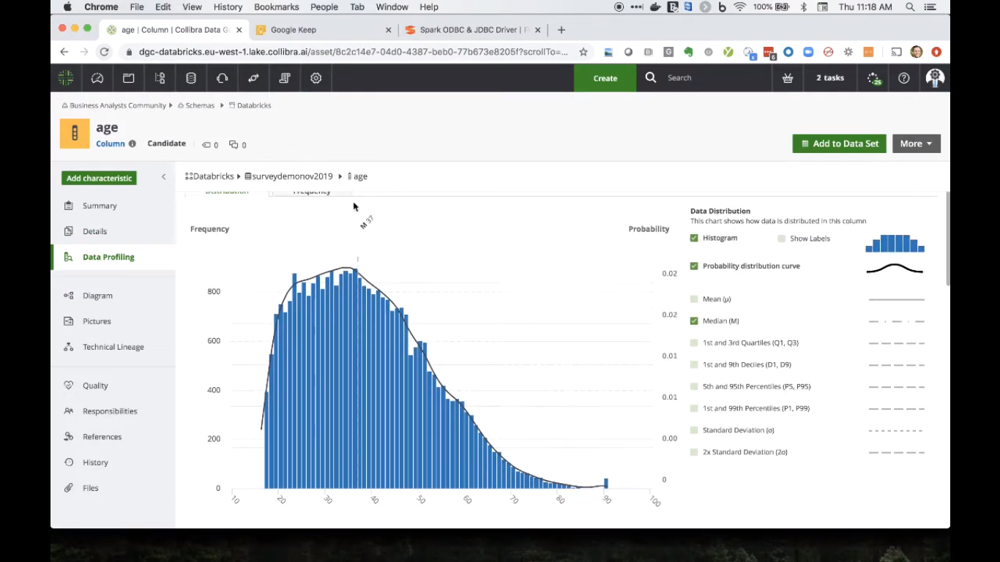 Chrome File Edit View History Bookmarks People Tab Window Help 100% Thu 11:18 AM
age | Column | Collibra Data G Google Keep Spark ODBC & JDBC Driver |
dgc-databricks.eu-west-1.lake.collibra.ai/asset/8c2c14e7-04d0-4387-beb0-77b673e8205f?scrollTo=...
Create Search 2 tasks 25 ?
Business Analysts Community Schemas Databricks
age
Column Candidate 0 0
Add to Data Set More
Add characteristic
Databricks surveydemonov2019 age
Distribution Frequency
Summary
Details
Data Profiling
Diagram
Pictures
Technical Lineage
Quality
Responsibilities
References
History
Files
M 37
Frequency Probability
800
600
400
200
0
0.02
0.02
0.01
0.01
0.00
0
10 20 30 40 50 60 70 80 90 100
Data Distribution
This chart shows how data is distributed in this column
Histogram Show Labels
Probability distribution curve
Mean (μ)
Median (M)
1st and 3rd Quartiles (Q1, Q3)
1st and 9th Deciles (D1, D9)
5th and 95th Percentiles (P5, P95)
1st and 99th Percentiles (P1, P99)
Standard Deviation (σ)
2x Standard Deviation (2σ)